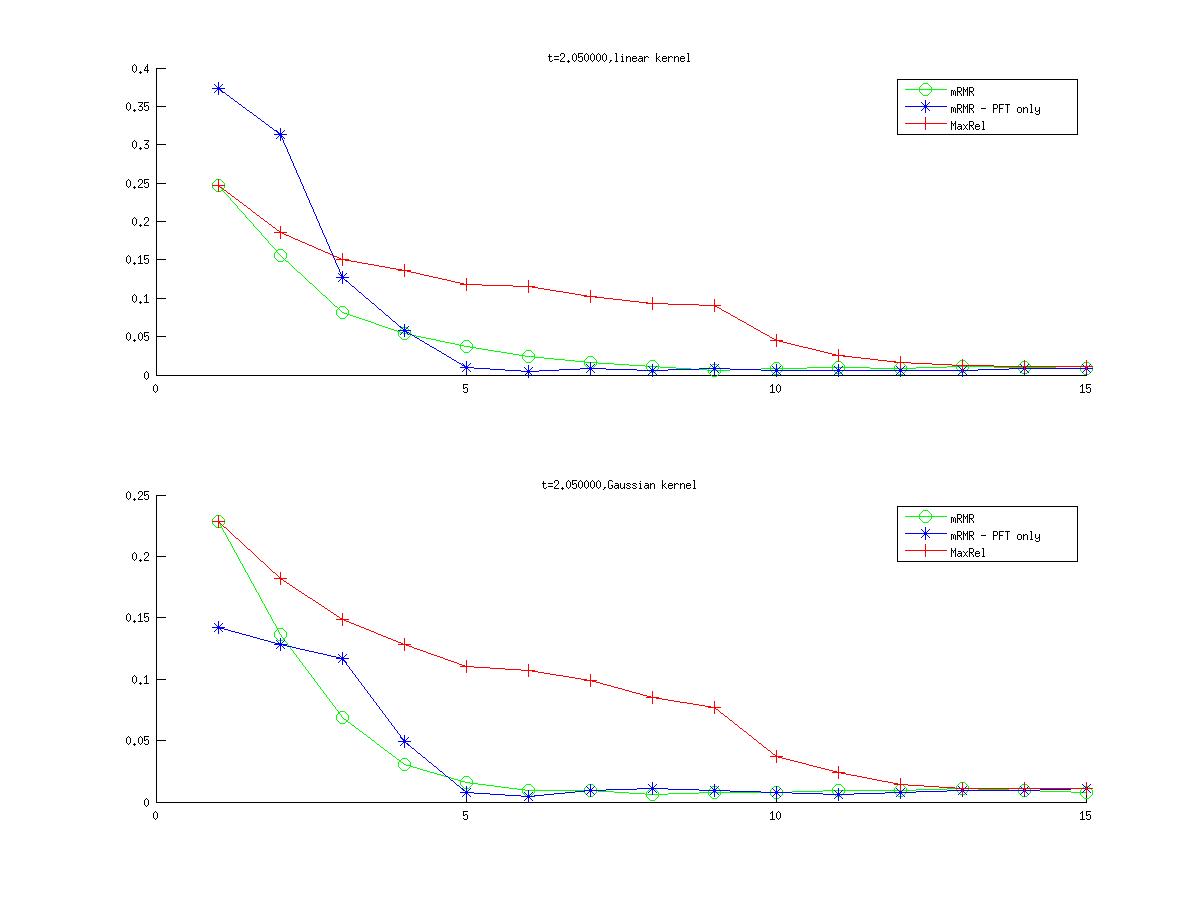 t=2.050000,linear kernel
0.4
0.35
0.3
0.25
0.2
0.15
0.1
0.05
0
0 5 10 15
mRMR
mRMR - PFT only
MaxRel
t=2.050000,Gaussian kernel
0.25
0.2
0.15
0.1
0.05
0
0 5 10 15
mRMR
mRMR - PFT only
MaxRel